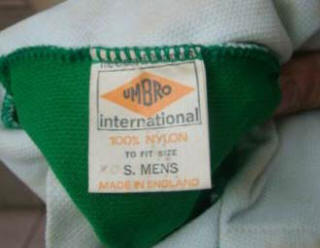 UMBRO
international
100% NYLON
TO FIT SIZE
S. MENS
MADE IN ENGLAND